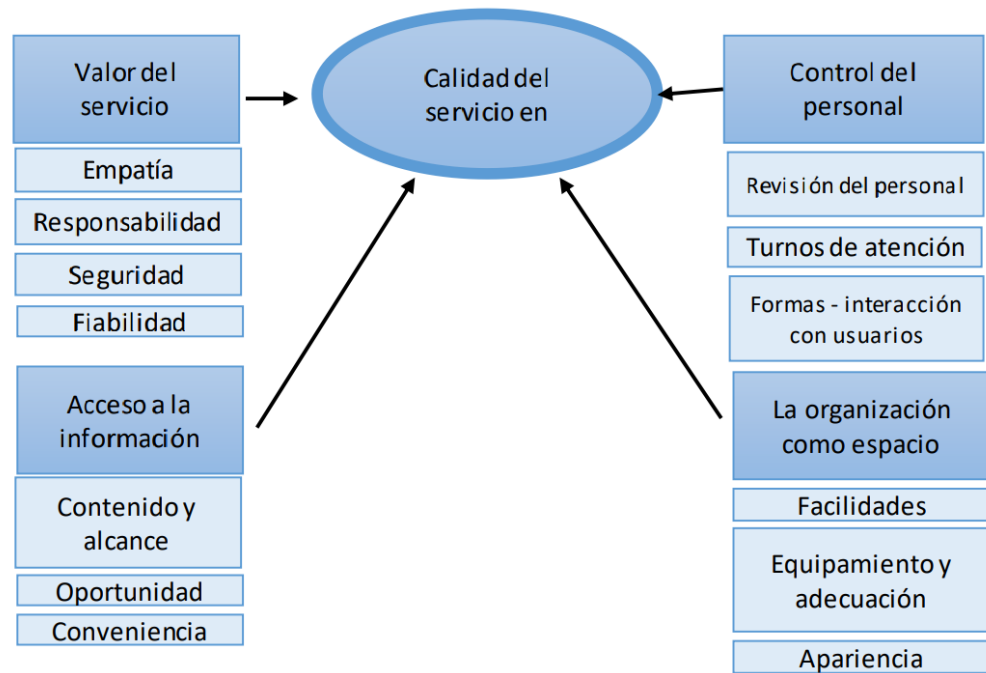 Valor del
servicio
Empatía
Responsabilidad
Seguridad
Fiabilidad
Acceso a la
información
Contenido y
alcance
Oportunidad
Conveniencia
Calidad del
servicio en
Control del
personal
Revisión del personal
Turnos de atención
Formas - interacción
con usuarios
La organización
como espacio
Facilidades
Equipamiento y
adecuación
Apariencia